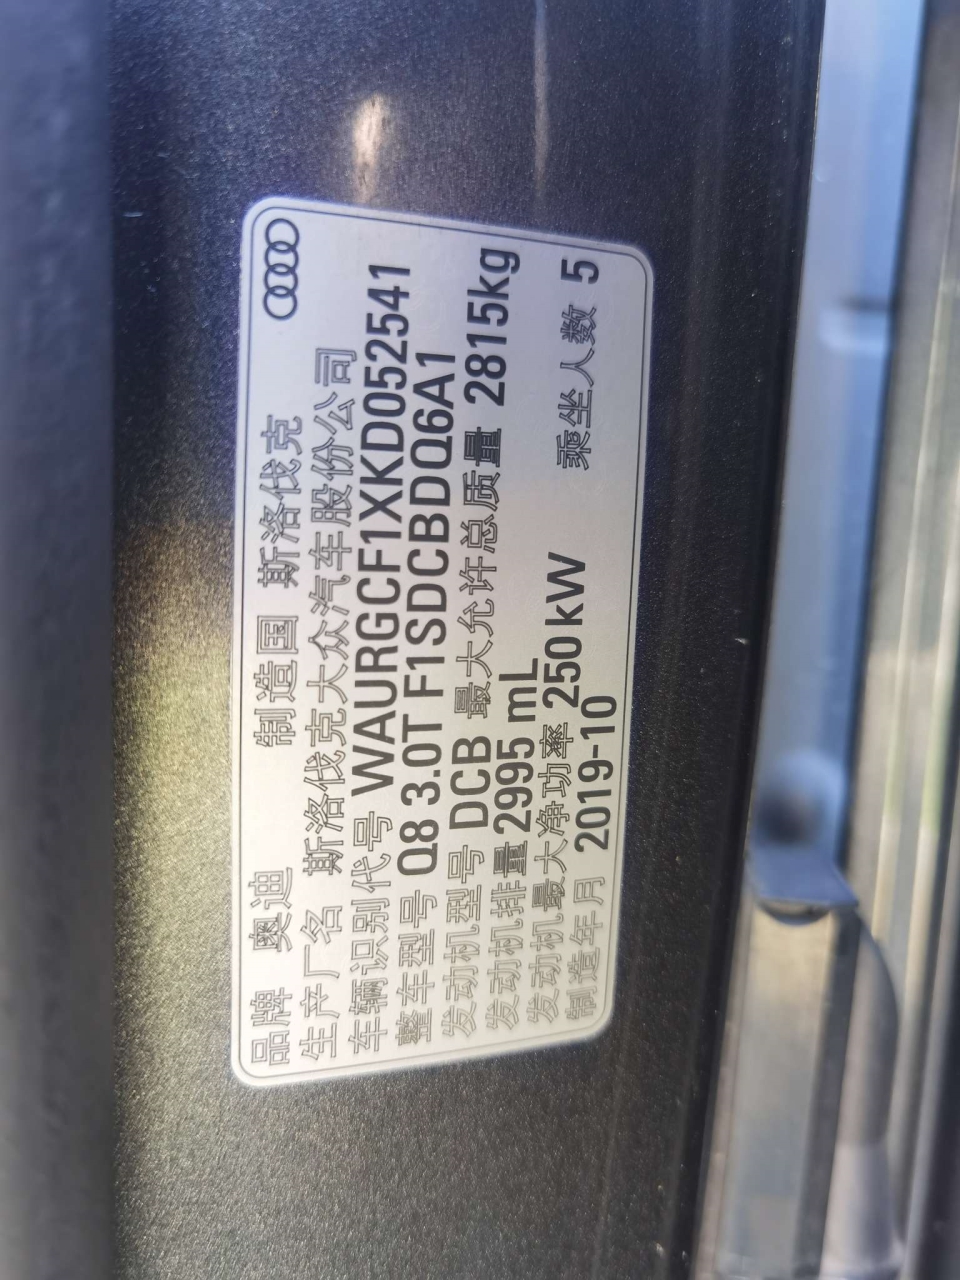 品牌 奥迪 制造国 斯洛伐克
生产厂名 斯洛伐克大众汽车股份公司
车辆识别代号 WAURGCF1XKD052541
整车型号 Q8 3.0T F1SDCBDQ6A1
发动机型号 DCB 最大允许总质量 2815kg
发动机排量 2995 mL
发动机最大净功率 250kW 乘坐人数 5
制造年月 2019-10